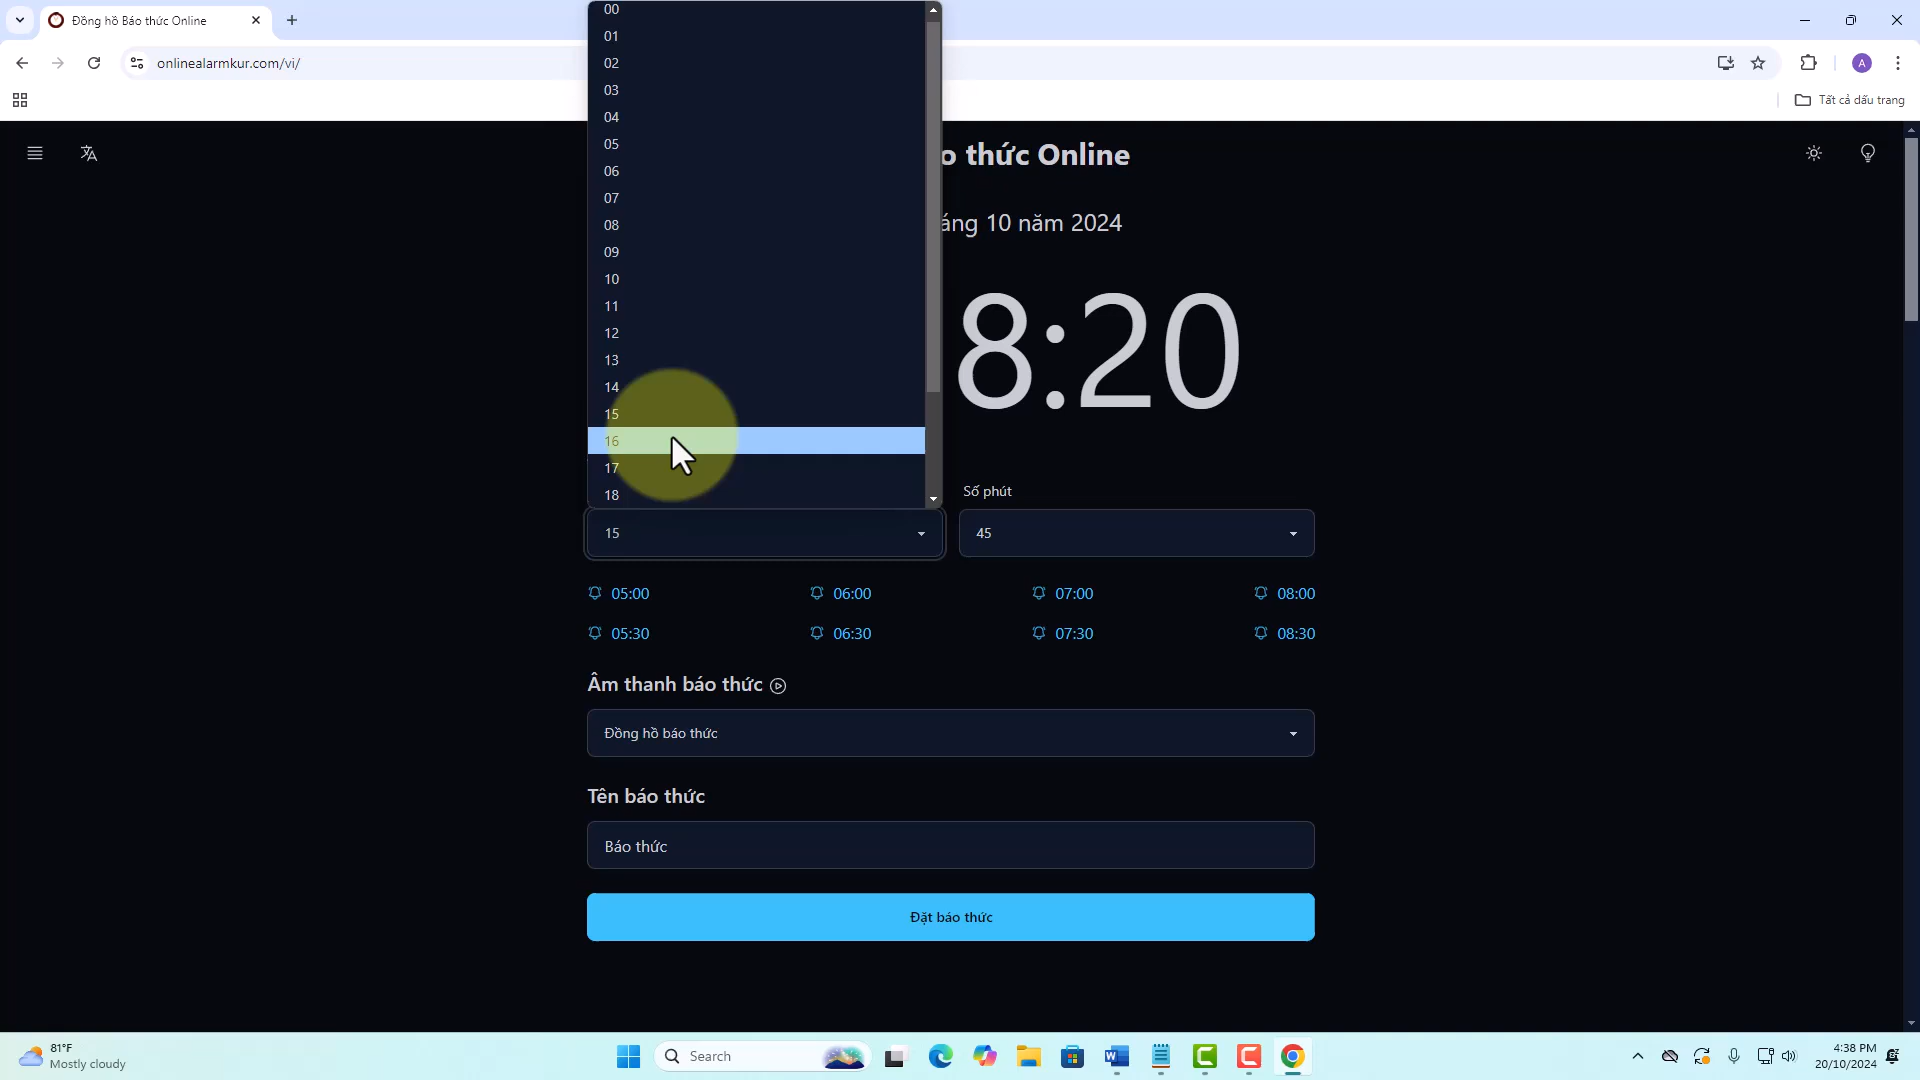 Đồng hồ Báo thức Online
onlinealarmkur.com/vi/
A
Tất cả dấu trang
o thức Online
áng 10 năm 2024
8:20
00
01
02
03
04
05
06
07
08
09
10
11
12
13
14
15
16
17
18
Số phút
15
45
05:00 06:00 07:00 08:00
05:30 06:30 07:30 08:30
Âm thanh báo thức
Đồng hồ báo thức
Tên báo thức
Báo thức
Đặt báo thức
81°F
Mostly cloudy
Search
4:38 PM
20/10/2024